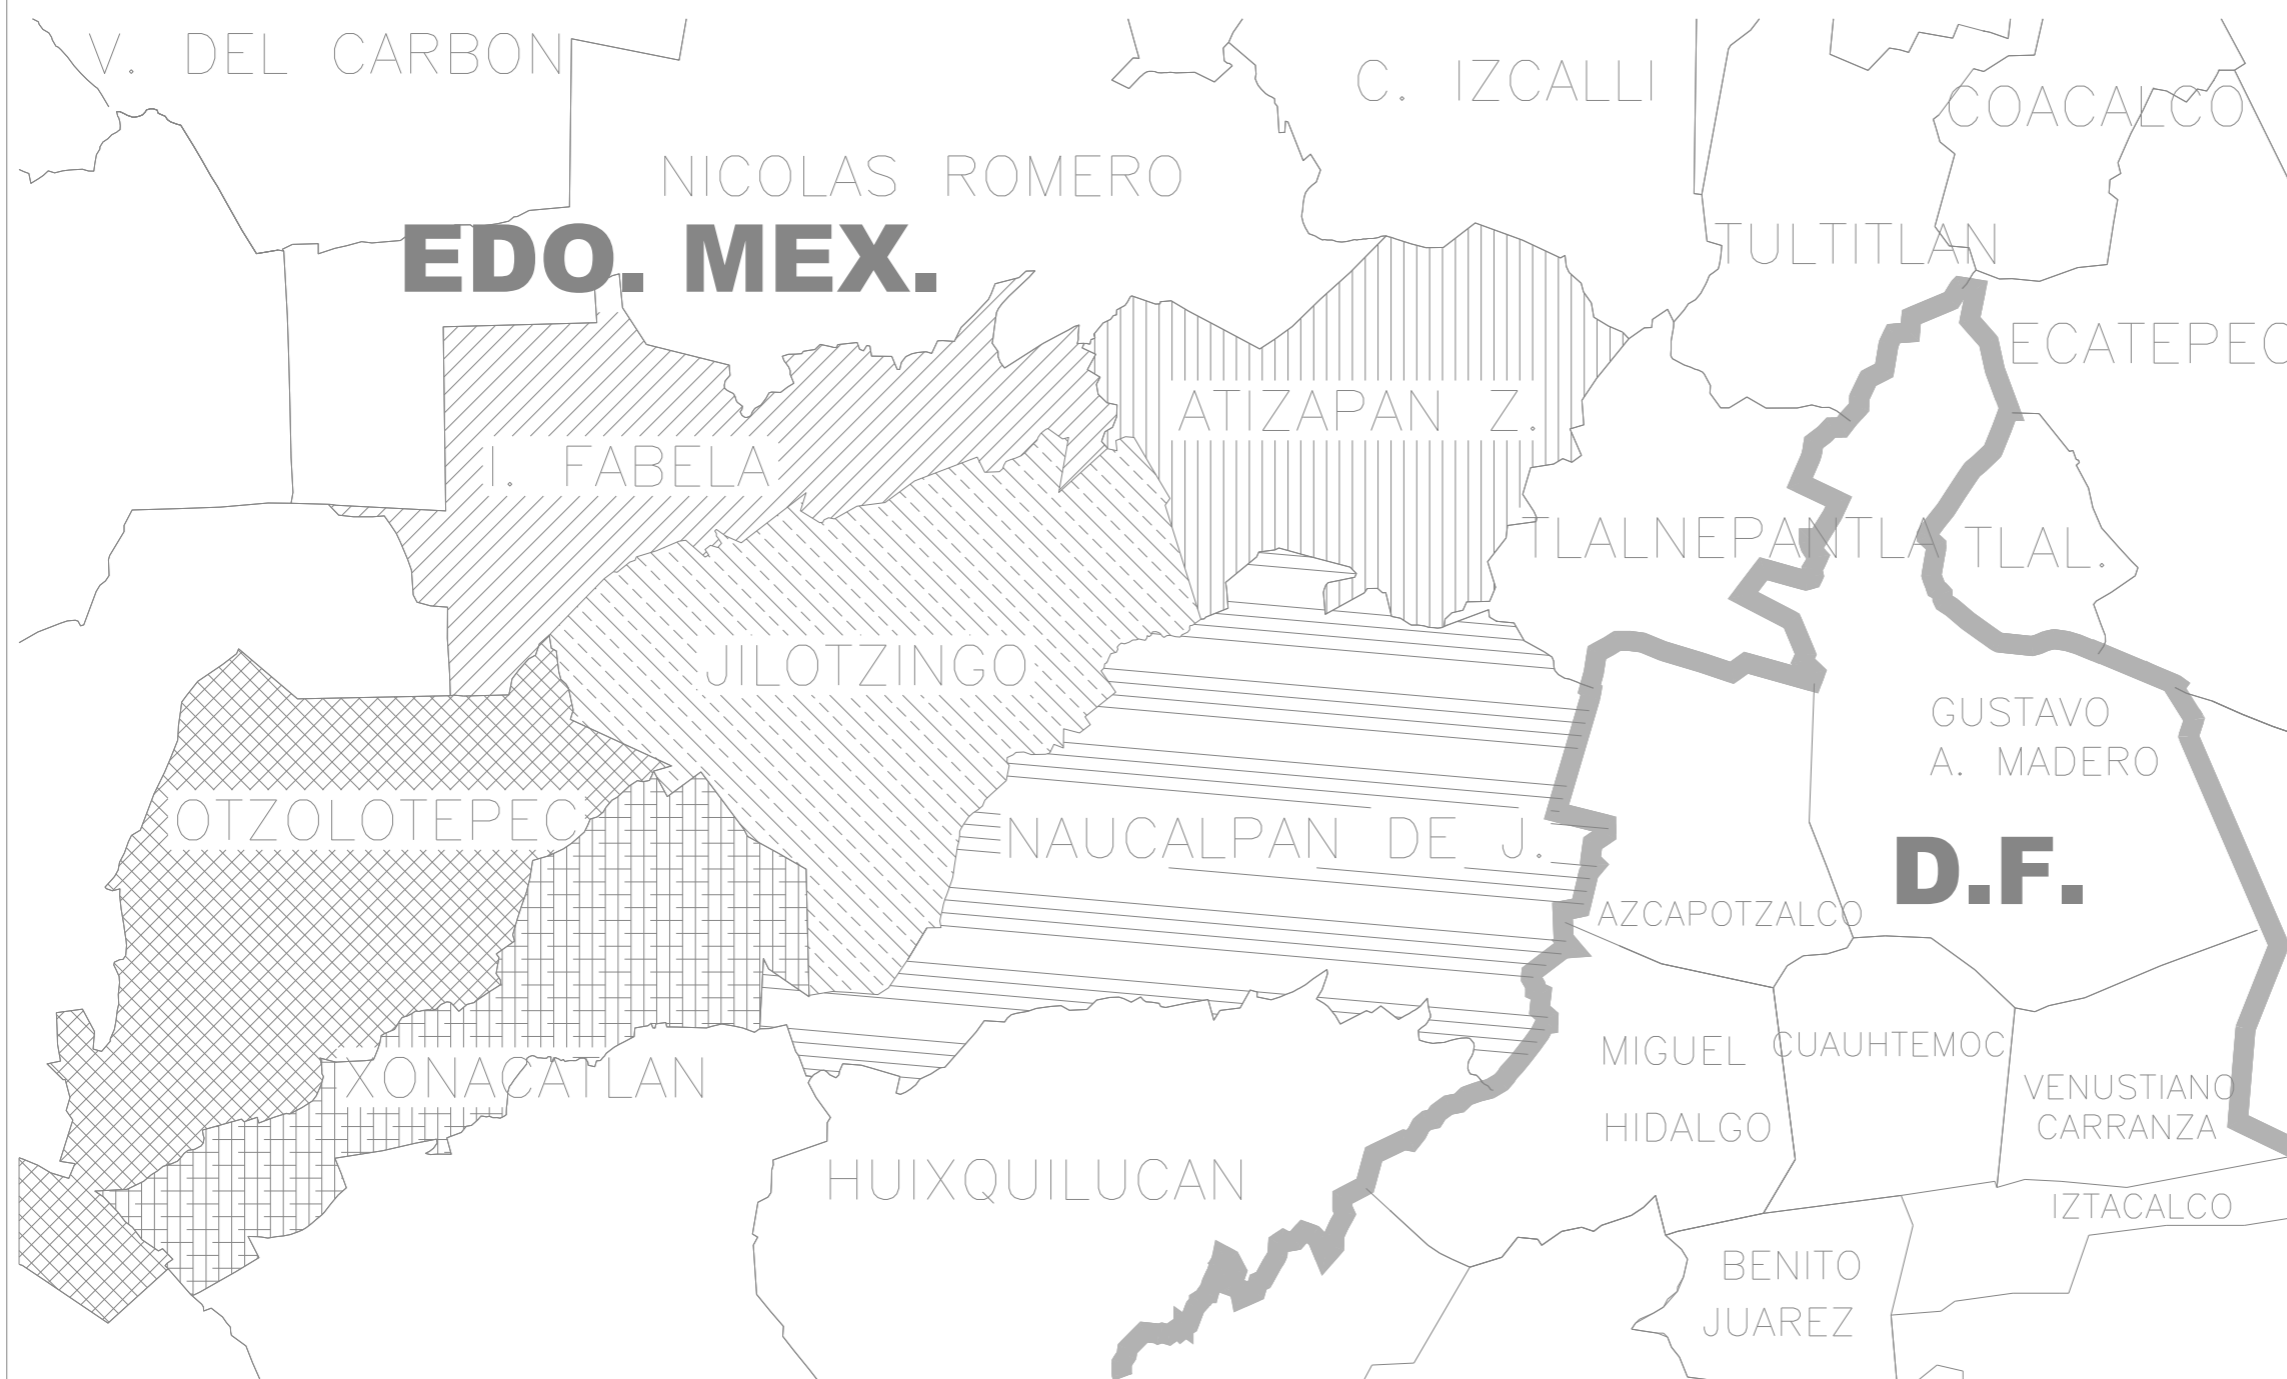 V. DEL CARBON
C. IZCALLI
COACALCO
NICOLAS ROMERO
EDO. MEX.
TULTITLAN
ECATEPEC
ATIZAPAN Z.
I. FABELA
TLALNEPANTLA
TLAL.
JILOTZINGO
GUSTAVO
A. MADERO
OTZOLOTEPEC
NAUCALPAN DE J.
D.F.
AZCAPOTZALCO
MIGUEL
HIDALGO
CUAUHTEMOC
XONACATLAN
VENUSTIANO
CARRANZA
HUIXQUILUCAN
IZTACALCO
BENITO
JUAREZ